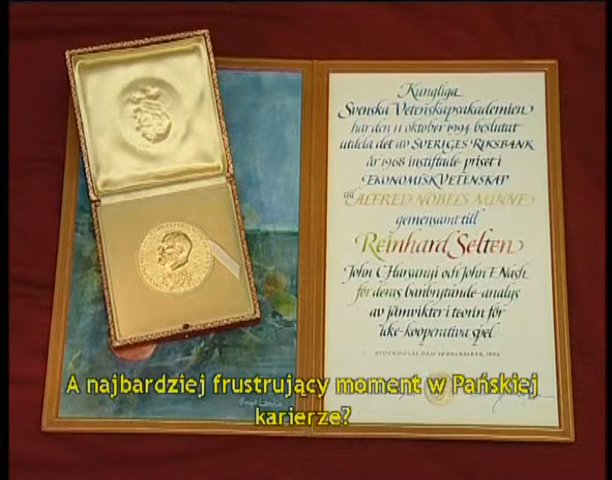 Kungliga
Svenska Vetenskapsakademien
har den 11 oktober 1994 beslutat
utdela det av SVERIGES RIKSBANK
år 1968 instiftade priset i
EKONOMISK VETENSKAP
till ALFRED NOBELS MINNE
gemensamt till
Reinhard Selten
John C Harsanyi och John F Nash
för deras banbrytande analys
av jämvikter i teorin för
icke-kooperativa spel
STOCKHOLM DEN 10 DECEMBER 1994
A najbardziej frustrujący moment w Pańskiej
karierze?